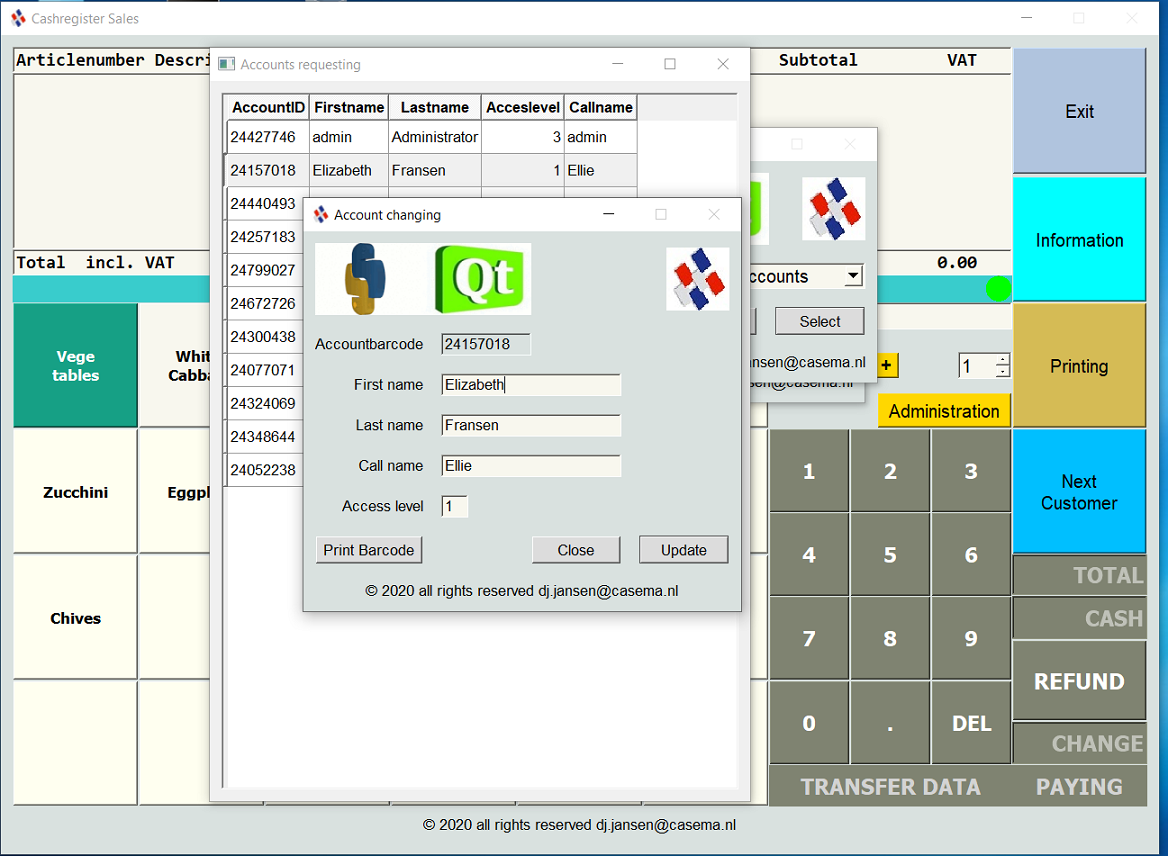 Cashregister Sales
Articlenumber Descri
Subtotal VAT
Total incl. VAT
0.00
Accounts requesting
AccountID Firstname Lastname Acceslevel Callname
24427746 admin Administrator 3 admin
24157018 Elizabeth Fransen 1 Ellie
24440493
24257183
24799027
24672726
24300438
24077071
24324069
24348644
24052238
Account changing
Qt
Accountbarcode 24157018
First name Elizabeth
Last name Fransen
Call name Ellie
Access level 1
Print Barcode Close Update
© 2020 all rights reserved dj.jansen@casema.nl
ccounts
Select
ansen@casema.nl
sen@casema.nl
+ 1
Administration
Exit
Information
Printing
Next
Customer
Vege
tables
Whit
Cabba
Zucchini
Eggpl
Chives
1 2 3
4 5 6
7 8 9
0 . DEL
TOTAL
CASH
REFUND
CHANGE
TRANSFER DATA PAYING
© 2020 all rights reserved dj.jansen@casema.nl